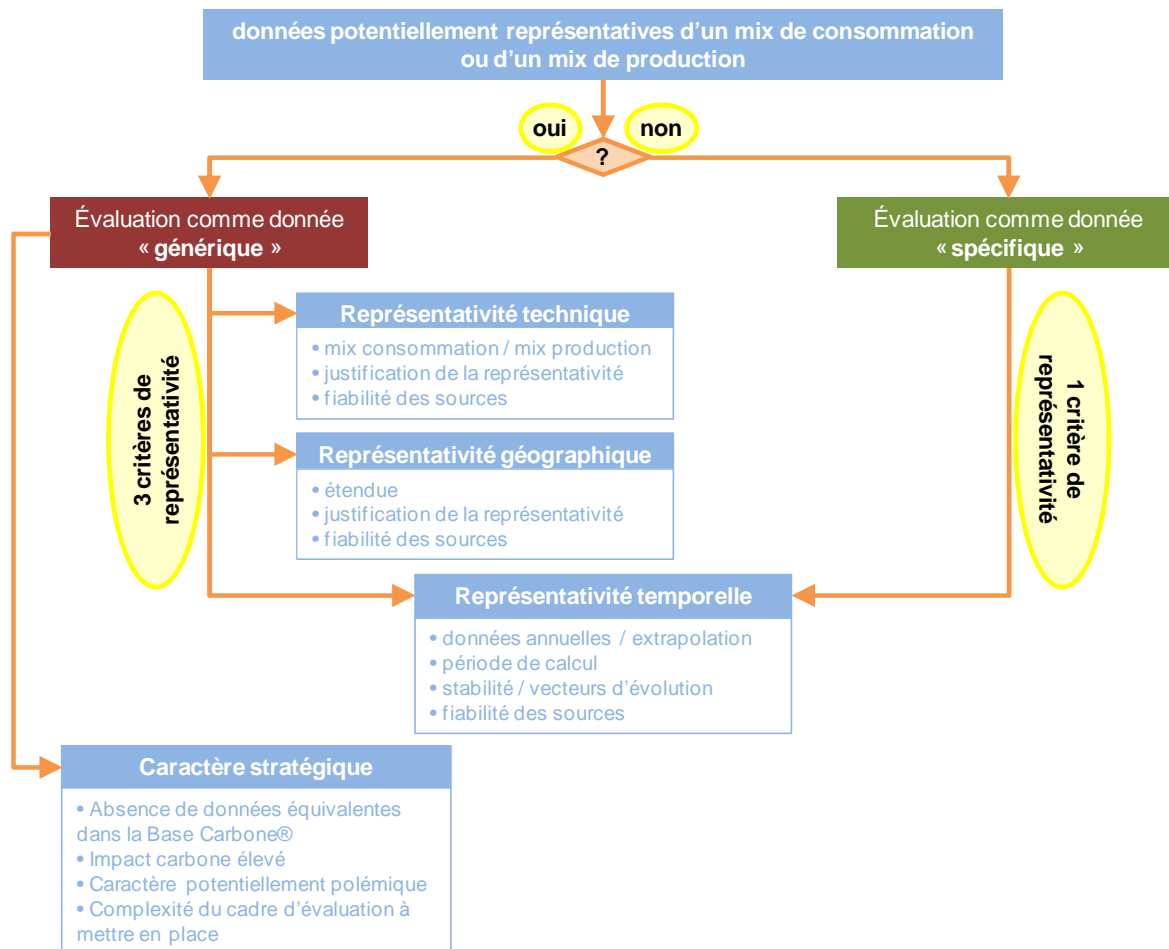 données potentiellement représentatives d'un mix de consommation
ou d'un mix de production
oui
non
?
Évaluation comme donnée
« générique »
Évaluation comme donnée
« spécifique »
3 critères de
représentativité
Représentativité technique
• mix consommation / mix production
• justification de la représentativité
• fiabilité des sources
Représentativité géographique
• étendue
• justification de la représentativité
• fiabilité des sources
1 critère de
représentativité
Représentativité temporelle
• données annuelles / extrapolation
• période de calcul
• stabilité / vecteurs d'évolution
• fiabilité des sources
Caractère stratégique
• Absence de données équivalentes
dans la Base Carbone®
• Impact carbone élevé
• Caractère potentiellement polémique
• Complexité du cadre d'évaluation à
mettre en place